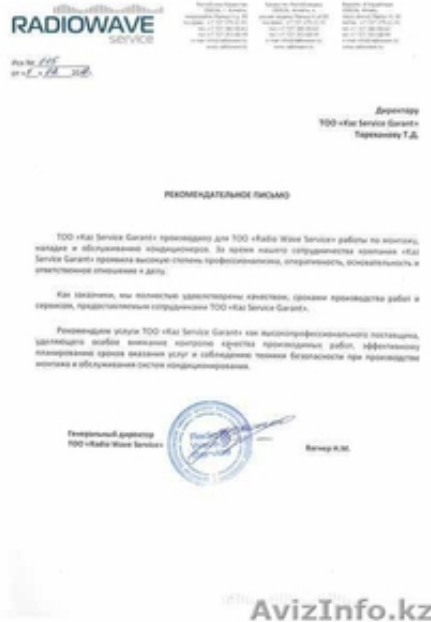 RADIOWAVE
service
Директору
ТОО «Kaz Service Garant»
Тореканову Т.Д.
РЕКОМЕНДАТЕЛЬНОЕ ПИСЬМО
ТОО «Kaz Service Garant» производило для ТОО «Radio Wave Service» работы по монтажу,
наладке и обслуживанию кондиционеров. За время нашего сотрудничества компания «Kaz
Service Garant» проявила высокую степень профессионализма, оперативность, основательность и
ответственное отношение к делу.
Как заказчики, мы полностью удовлетворены качеством, сроками производства работ и
сервисом, предоставляемым сотрудниками ТОО «Kaz Service Garant».
Рекомендуем услуги ТОО «Kaz Service Garant» как высокопрофессионального поставщика,
уделяющего особое внимание контролю качества производимых работ, эффективному
планированию сроков оказания услуг и соблюдению техники безопасности при производстве
монтажа и обслуживания систем кондиционирования.
Генеральный директор
ТОО «Radio Wave Service»
Вагнер Н.М.
AvizInfo.kz